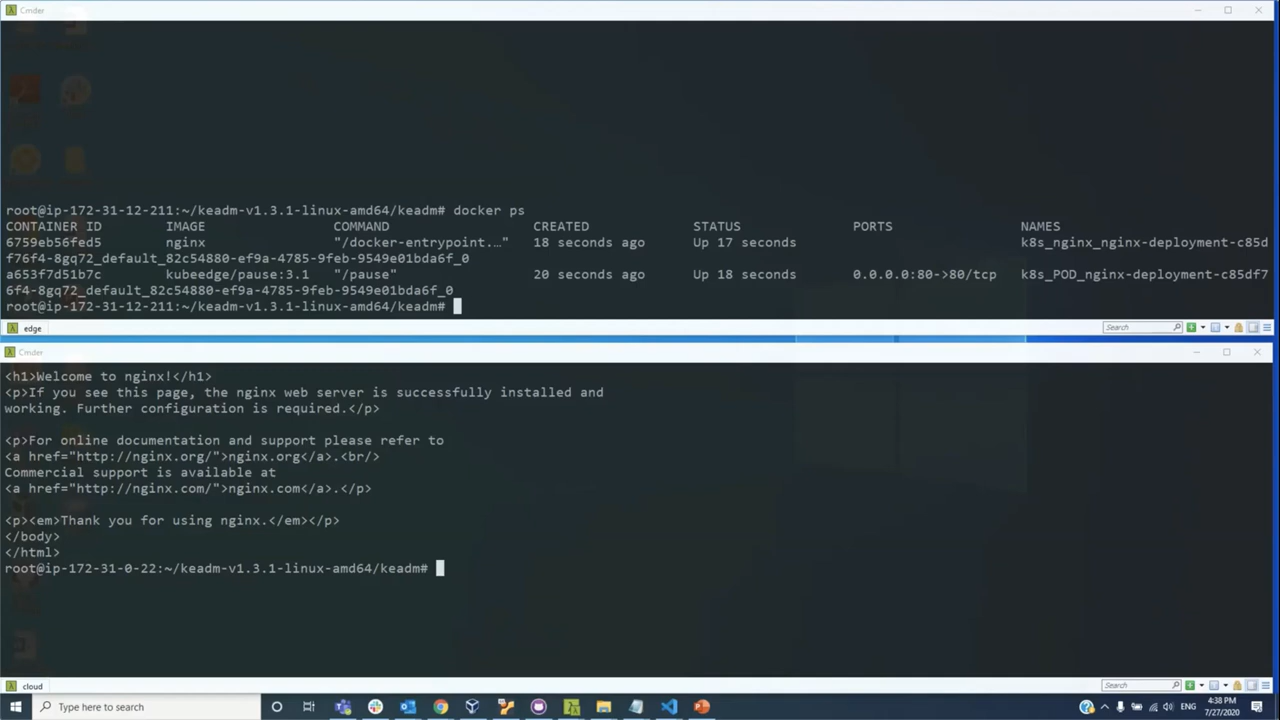 Cmder
root@ip-172-31-12-211:~/keadm-v1.3.1-linux-amd64/keadm# docker ps
CONTAINER ID IMAGE COMMAND CREATED STATUS PORTS NAMES
6759eb56fed5 nginx "/docker-entrypoint.…" 18 seconds ago Up 17 seconds k8s_nginx_nginx-deployment-c85d
f76f4-8gq72_default_82c54880-ef9a-4785-9feb-9549e01bda6f_0
a653f7d51b7c kubeedge/pause:3.1 "/pause" 20 seconds ago Up 18 seconds 0.0.0.0:80->80/tcp k8s_POD_nginx-deployment-c85df7
6f4-8gq72_default_82c54880-ef9a-4785-9feb-9549e01bda6f_0
root@ip-172-31-12-211:~/keadm-v1.3.1-linux-amd64/keadm#
edge Search
Cmder
<h1>Welcome to nginx!</h1>
<p>If you see this page, the nginx web server is successfully installed and
working. Further configuration is required.</p>
<p>For online documentation and support please refer to
<a href="http://nginx.org/">nginx.org</a>.<br/>
Commercial support is available at
<a href="http://nginx.com/">nginx.com</a>.</p>
<p><em>Thank you for using nginx.</em></p>
</body>
</html>
root@ip-172-31-0-22:~/keadm-v1.3.1-linux-amd64/keadm#
cloud Search
Type here to search ENG 4:38 PM
7/27/2020